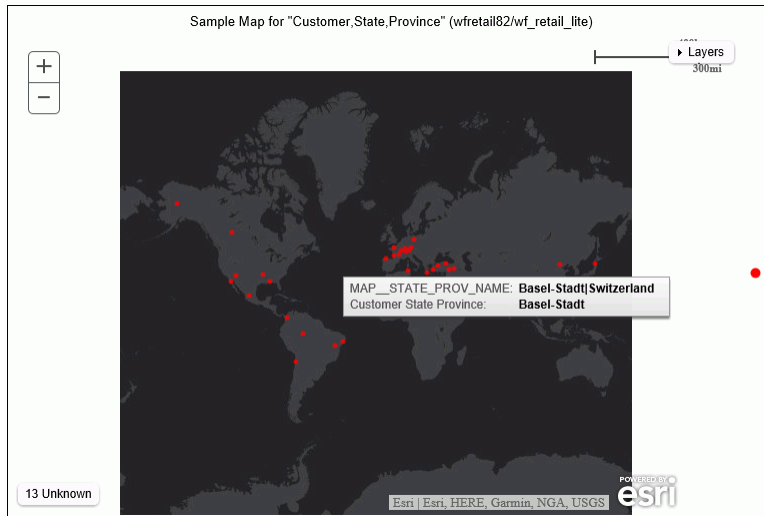 Sample Map for "Customer,State,Province" (wfretail82/wf_retail_lite)
+
Layers
300mi
−
MAP__STATE_PROV_NAME: Basel-Stadt|Switzerland
Customer State Province: Basel-Stadt
13 Unknown
Esri | Esri, HERE, Garmin, NGA, USGS
POWERED BY
esri